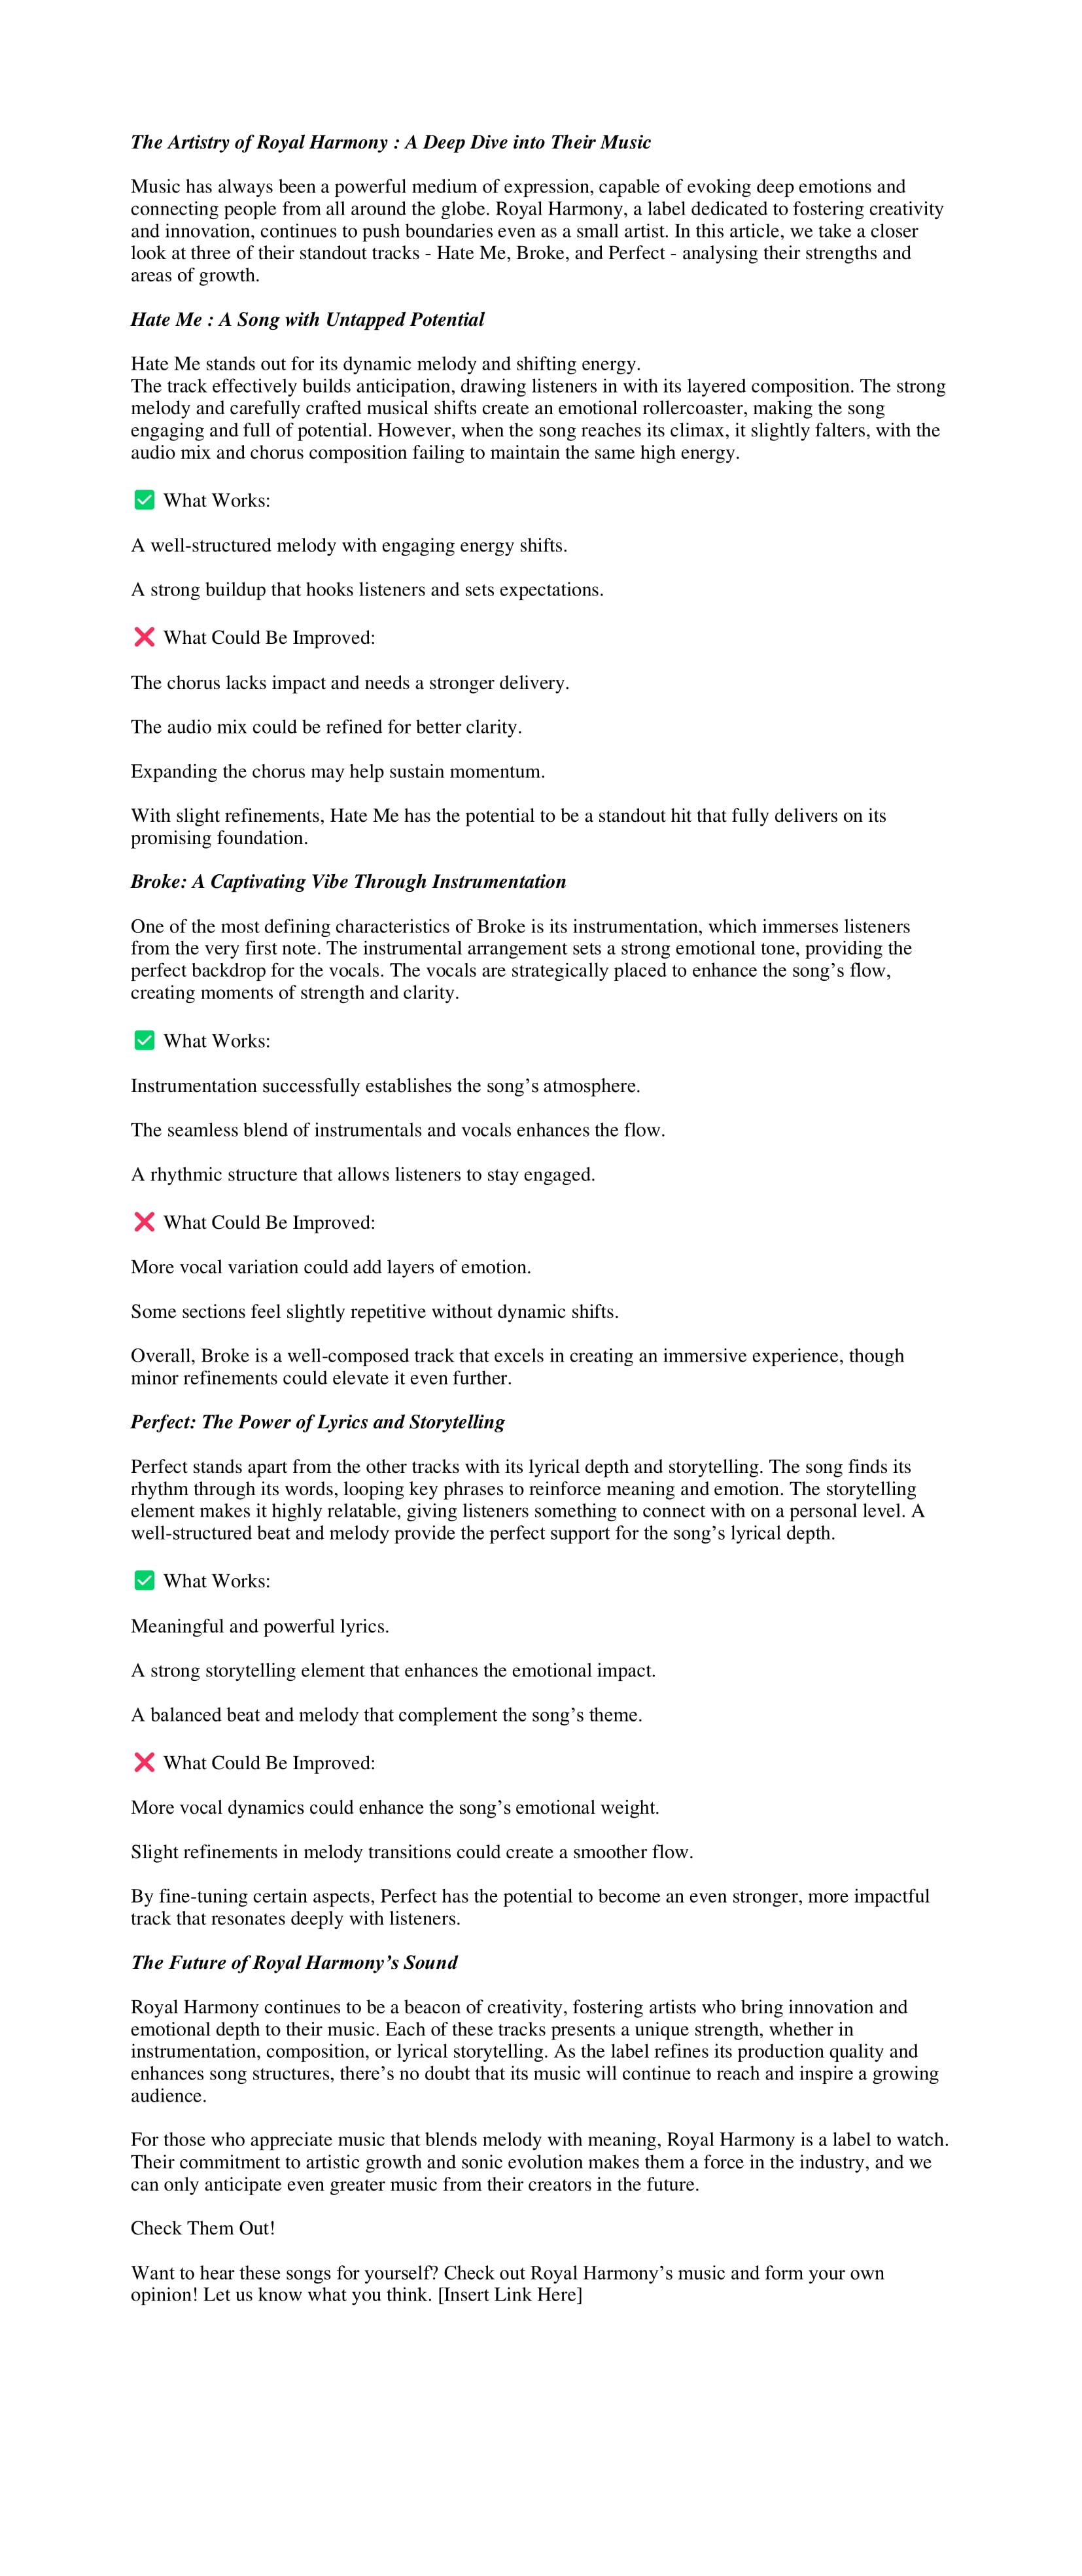 The Artistry of Royal Harmony : A Deep Dive into Their Music
Music has always been a powerful medium of expression, capable of evoking deep emotions and
connecting people from all around the globe. Royal Harmony, a label dedicated to fostering creativity
and innovation, continues to push boundaries even as a small artist. In this article, we take a closer
look at three of their standout tracks - Hate Me, Broke, and Perfect - analysing their strengths and
areas of growth.
Hate Me : A Song with Untapped Potential
Hate Me stands out for its dynamic melody and shifting energy.
The track effectively builds anticipation, drawing listeners in with its layered composition. The strong
melody and carefully crafted musical shifts create an emotional rollercoaster, making the song
engaging and full of potential. However, when the song reaches its climax, it slightly falters, with the
audio mix and chorus composition failing to maintain the same high energy.
✅ What Works:
A well-structured melody with engaging energy shifts.
A strong buildup that hooks listeners and sets expectations.
❌ What Could Be Improved:
The chorus lacks impact and needs a stronger delivery.
The audio mix could be refined for better clarity.
Expanding the chorus may help sustain momentum.
With slight refinements, Hate Me has the potential to be a standout hit that fully delivers on its
promising foundation.
Broke: A Captivating Vibe Through Instrumentation
One of the most defining characteristics of Broke is its instrumentation, which immerses listeners
from the very first note. The instrumental arrangement sets a strong emotional tone, providing the
perfect backdrop for the vocals. The vocals are strategically placed to enhance the song’s flow,
creating moments of strength and clarity.
✅ What Works:
Instrumentation successfully establishes the song’s atmosphere.
The seamless blend of instrumentals and vocals enhances the flow.
A rhythmic structure that allows listeners to stay engaged.
❌ What Could Be Improved:
More vocal variation could add layers of emotion.
Some sections feel slightly repetitive without dynamic shifts.
Overall, Broke is a well-composed track that excels in creating an immersive experience, though
minor refinements could elevate it even further.
Perfect: The Power of Lyrics and Storytelling
Perfect stands apart from the other tracks with its lyrical depth and storytelling. The song finds its
rhythm through its words, looping key phrases to reinforce meaning and emotion. The storytelling
element makes it highly relatable, giving listeners something to connect with on a personal level. A
well-structured beat and melody provide the perfect support for the song’s lyrical depth.
✅ What Works:
Meaningful and powerful lyrics.
A strong storytelling element that enhances the emotional impact.
A balanced beat and melody that complement the song’s theme.
❌ What Could Be Improved:
More vocal dynamics could enhance the song’s emotional weight.
Slight refinements in melody transitions could create a smoother flow.
By fine-tuning certain aspects, Perfect has the potential to become an even stronger, more impactful
track that resonates deeply with listeners.
The Future of Royal Harmony’s Sound
Royal Harmony continues to be a beacon of creativity, fostering artists who bring innovation and
emotional depth to their music. Each of these tracks presents a unique strength, whether in
instrumentation, composition, or lyrical storytelling. As the label refines its production quality and
enhances song structures, there’s no doubt that its music will continue to reach and inspire a growing
audience.
For those who appreciate music that blends melody with meaning, Royal Harmony is a label to watch.
Their commitment to artistic growth and sonic evolution makes them a force in the industry, and we
can only anticipate even greater music from their creators in the future.
Check Them Out!
Want to hear these songs for yourself? Check out Royal Harmony’s music and form your own
opinion! Let us know what you think. [Insert Link Here]